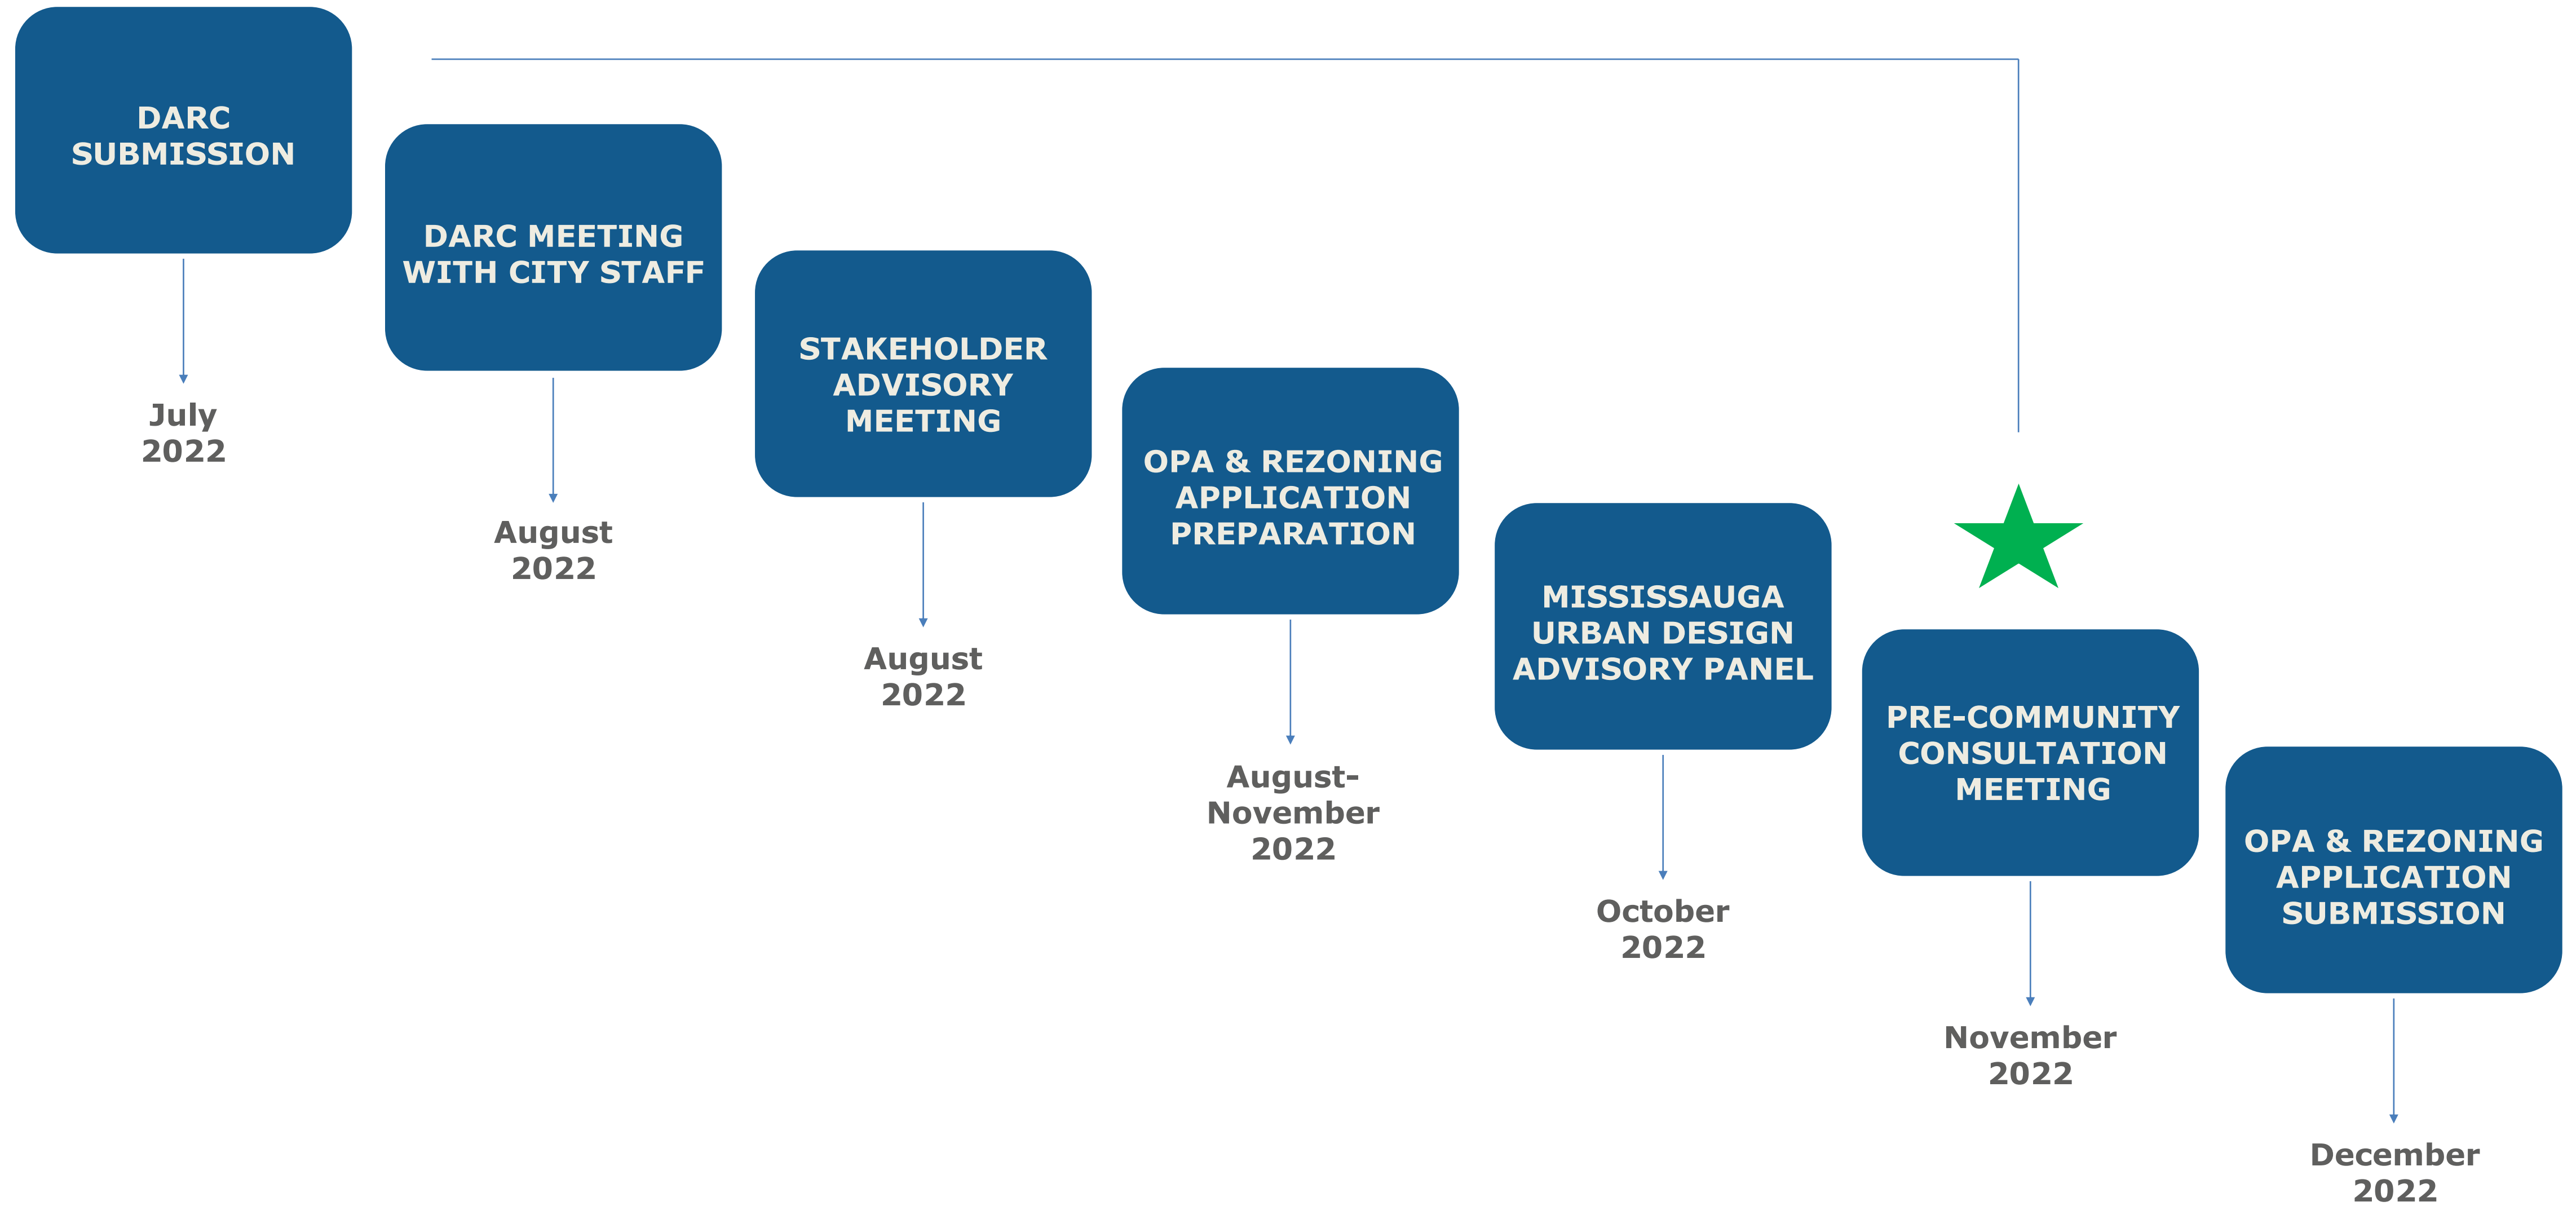 DARC
SUBMISSION
July
2022
DARC MEETING
WITH CITY STAFF
August
2022
STAKEHOLDER
ADVISORY
MEETING
August
2022
OPA & REZONING
APPLICATION
PREPARATION
August-
November
2022
MISSISSAUGA
URBAN DESIGN
ADVISORY PANEL
October
2022
PRE-COMMUNITY
CONSULTATION
MEETING
November
2022
OPA & REZONING
APPLICATION
SUBMISSION
December
2022